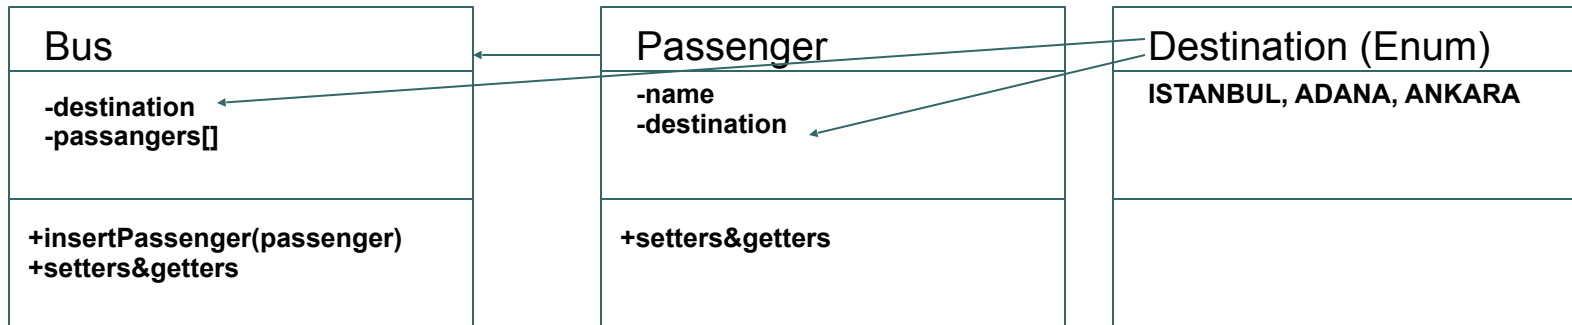 Bus
-destination
-passangers[]
+insertPassenger(passenger)
+setters&getters
Passenger
-name
-destination
+setters&getters
Destination (Enum)
ISTANBUL, ADANA, ANKARA